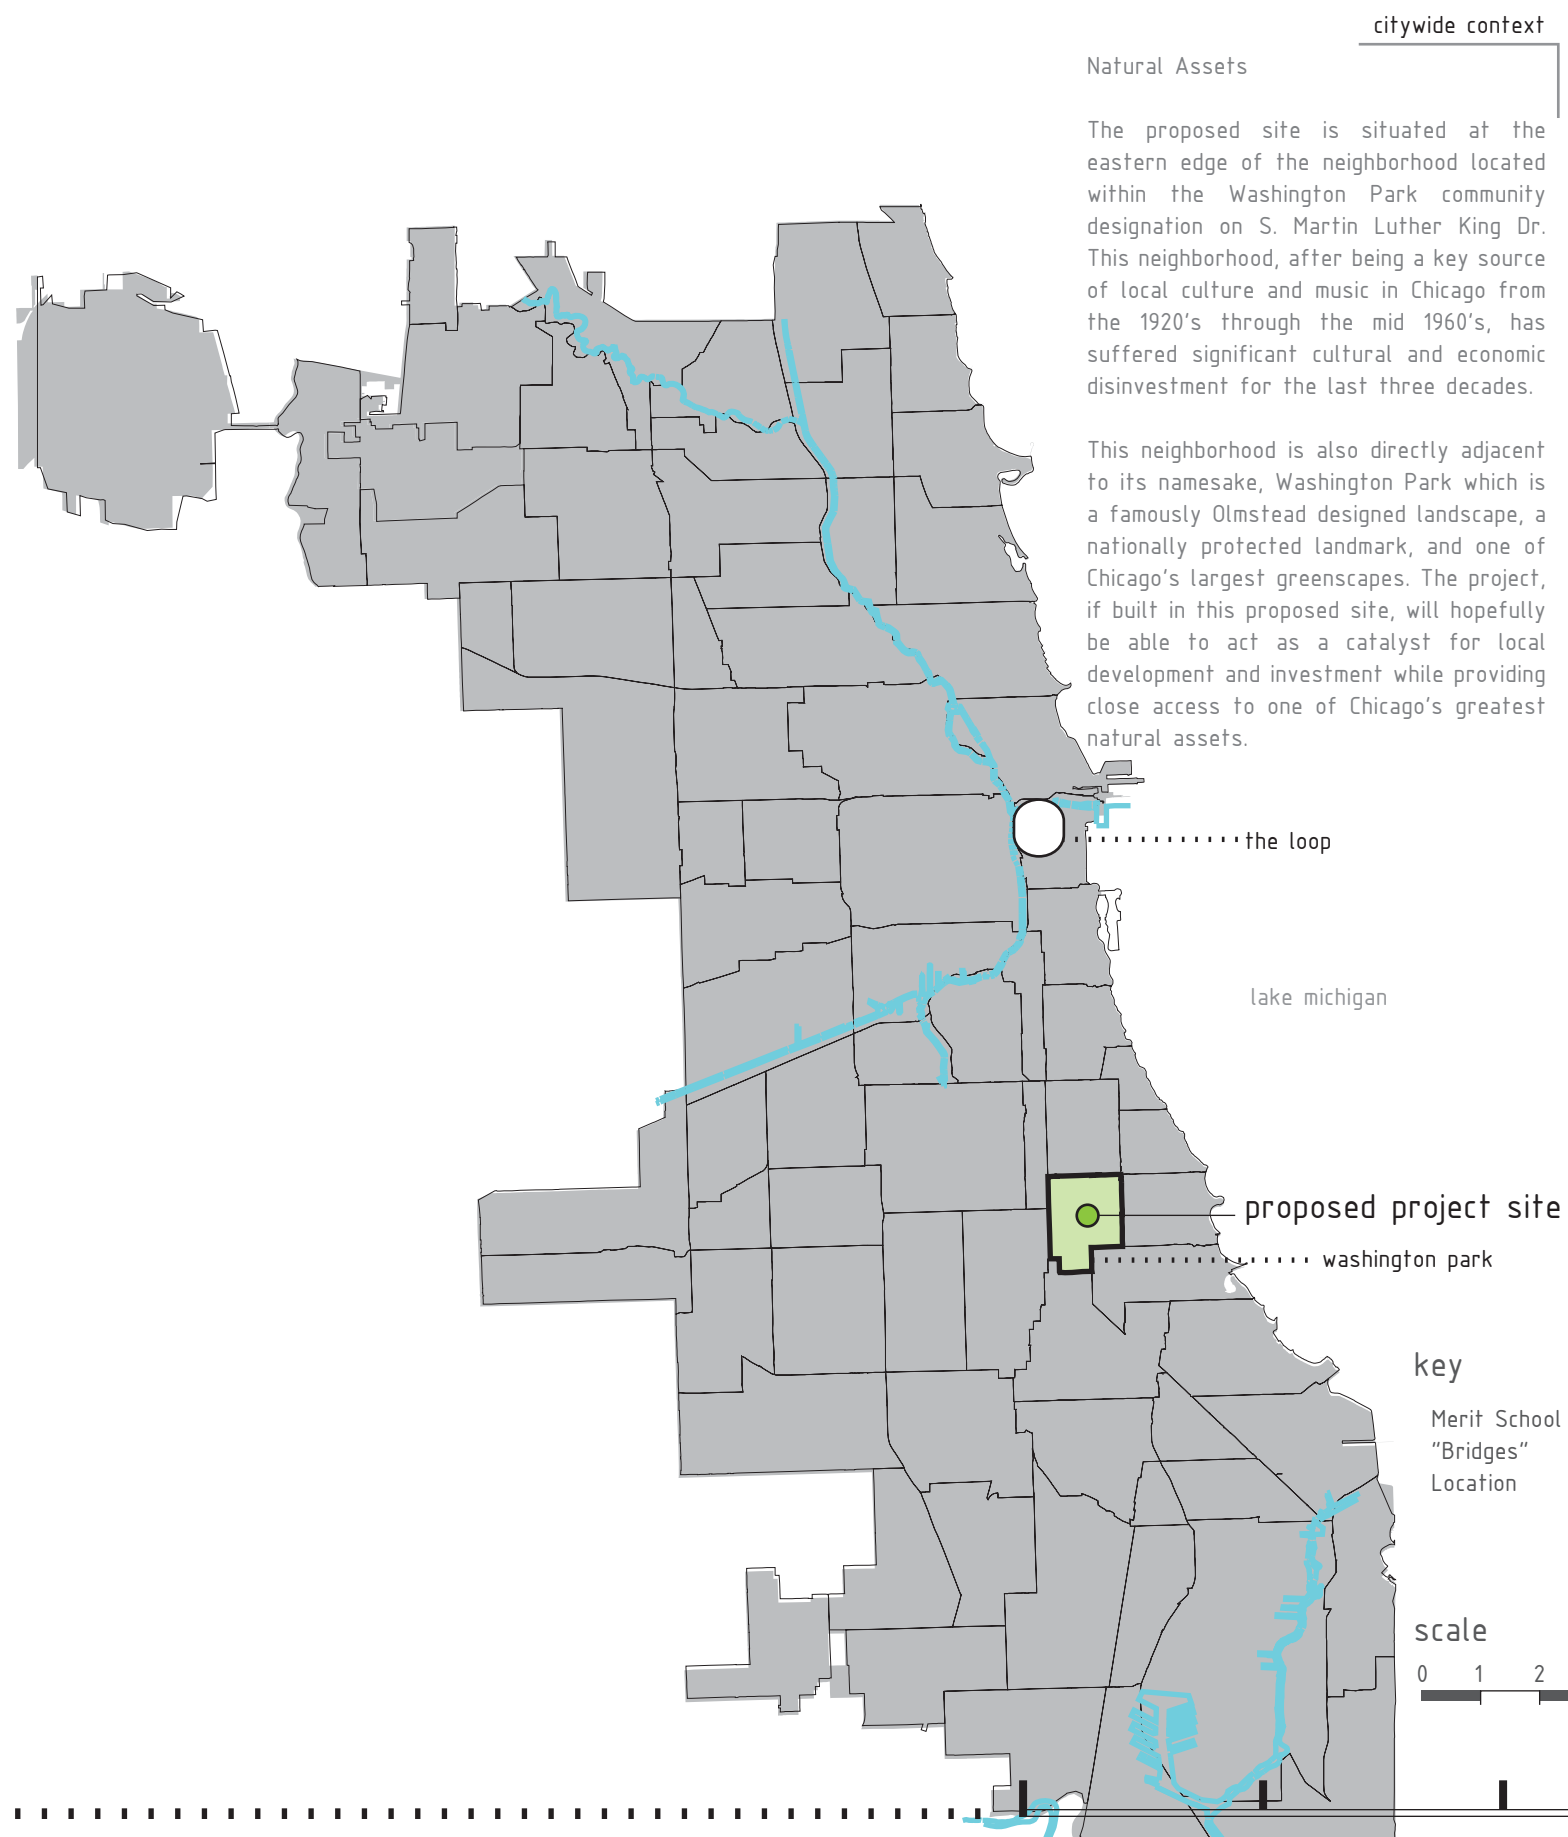 citywide context
Natural Assets
The proposed site is situated at the
eastern edge of the neighborhood located
within the Washington Park community
designation on S. Martin Luther King Dr.
This neighborhood, after being a key source
of local culture and music in Chicago from
the 1920's through the mid 1960's, has
suffered significant cultural and economic
disinvestment for the last three decades.
This neighborhood is also directly adjacent
to its namesake, Washington Park which is
a famously Olmstead designed landscape, a
nationally protected landmark, and one of
Chicago's largest greenscapes. The project,
if built in this proposed site, will hopefully
be able to act as a catalyst for local
development and investment while providing
close access to one of Chicago's greatest
natural assets.
the loop
lake michigan
proposed project site
washington park
key
Merit School
"Bridges"
Location
scale
0 1 2